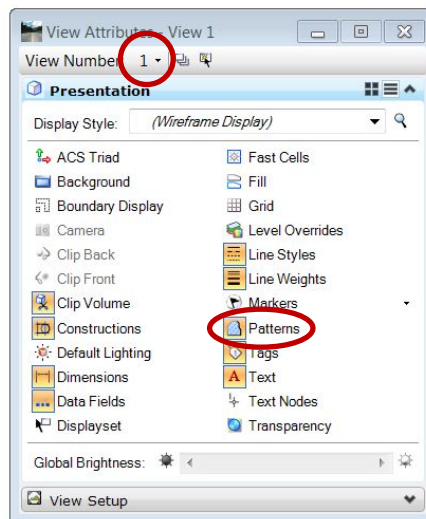 View Attributes - View 1
View Number 1
Presentation
Display Style: (Wireframe Display)
ACS Triad Fast Cells
Background Fill
Boundary Display Grid
Camera Level Overrides
Clip Back Line Styles
Clip Front Line Weights
Clip Volume Markers
Constructions Patterns
Default Lighting Tags
Dimensions A Text
Data Fields Text Nodes
Displayset Transparency
Global Brightness:
View Setup